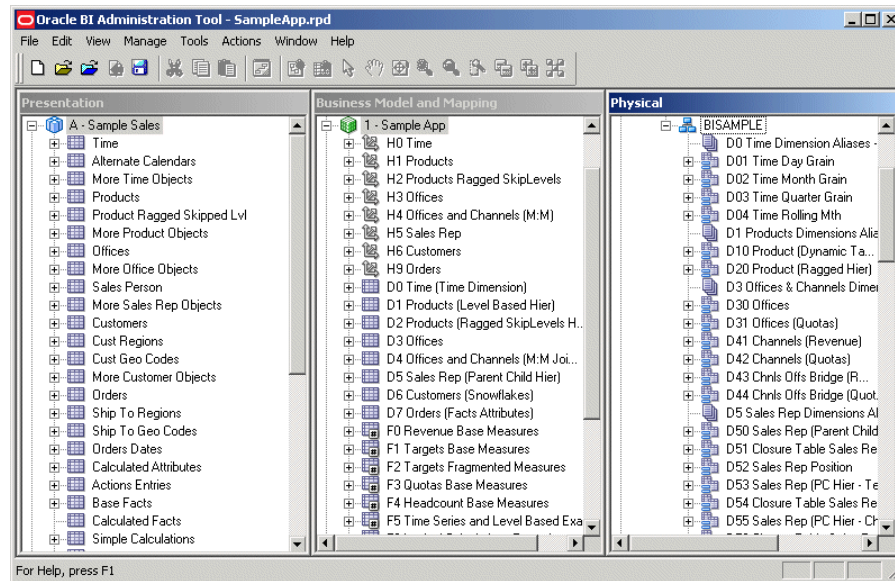 Oracle BI Administration Tool - SampleApp.rpd
File Edit View Manage Tools Actions Window Help
Presentation
A - Sample Sales
Time
Alternate Calendars
More Time Objects
Products
Product Ragged Skipped Lvl
More Product Objects
Offices
More Office Objects
Sales Person
More Sales Rep Objects
Customers
Cust Regions
Cust Geo Codes
More Customer Objects
Orders
Ship To Regions
Ship To Geo Codes
Orders Dates
Calculated Attributes
Actions Entries
Base Facts
Calculated Facts
Simple Calculations
Business Model and Mapping
1 - Sample App
H0 Time
H1 Products
H2 Products Ragged SkipLevels
H3 Offices
H4 Offices and Channels (M:M)
H5 Sales Rep
H6 Customers
H9 Orders
D0 Time (Time Dimension)
D1 Products (Level Based Hier)
D2 Products (Ragged SkipLevels H...
D3 Offices
D4 Offices and Channels (M:M Joi...
D5 Sales Rep (Parent Child Hier)
D6 Customers (Snowflakes)
D7 Orders (Facts Attributes)
F0 Revenue Base Measures
F1 Targets Base Measures
F2 Targets Fragmented Measures
F3 Quotas Base Measures
F4 Headcount Base Measures
F5 Time Series and Level Based Exa
Physical
BISAMPLE
D0 Time Dimension Aliases -
D01 Time Day Grain
D02 Time Month Grain
D03 Time Quarter Grain
D04 Time Rolling Mth
D1 Products Dimensions Alia
D10 Product (Dynamic Ta...
D20 Product (Ragged Hier)
D3 Offices & Channels Dimer
D30 Offices
D31 Offices (Quotas)
D41 Channels (Revenue)
D42 Channels (Quotas)
D43 Chnls Offs Bridge (R...
D44 Chnls Offs Bridge (Quot.
D5 Sales Rep Dimensions Al
D50 Sales Rep (Parent Child
D51 Closure Table Sales Re
D52 Sales Rep Position
D53 Sales Rep (PC Hier - Te
D54 Closure Table Sales Re
D55 Sales Rep (PC Hier - Ch
For Help, press F1